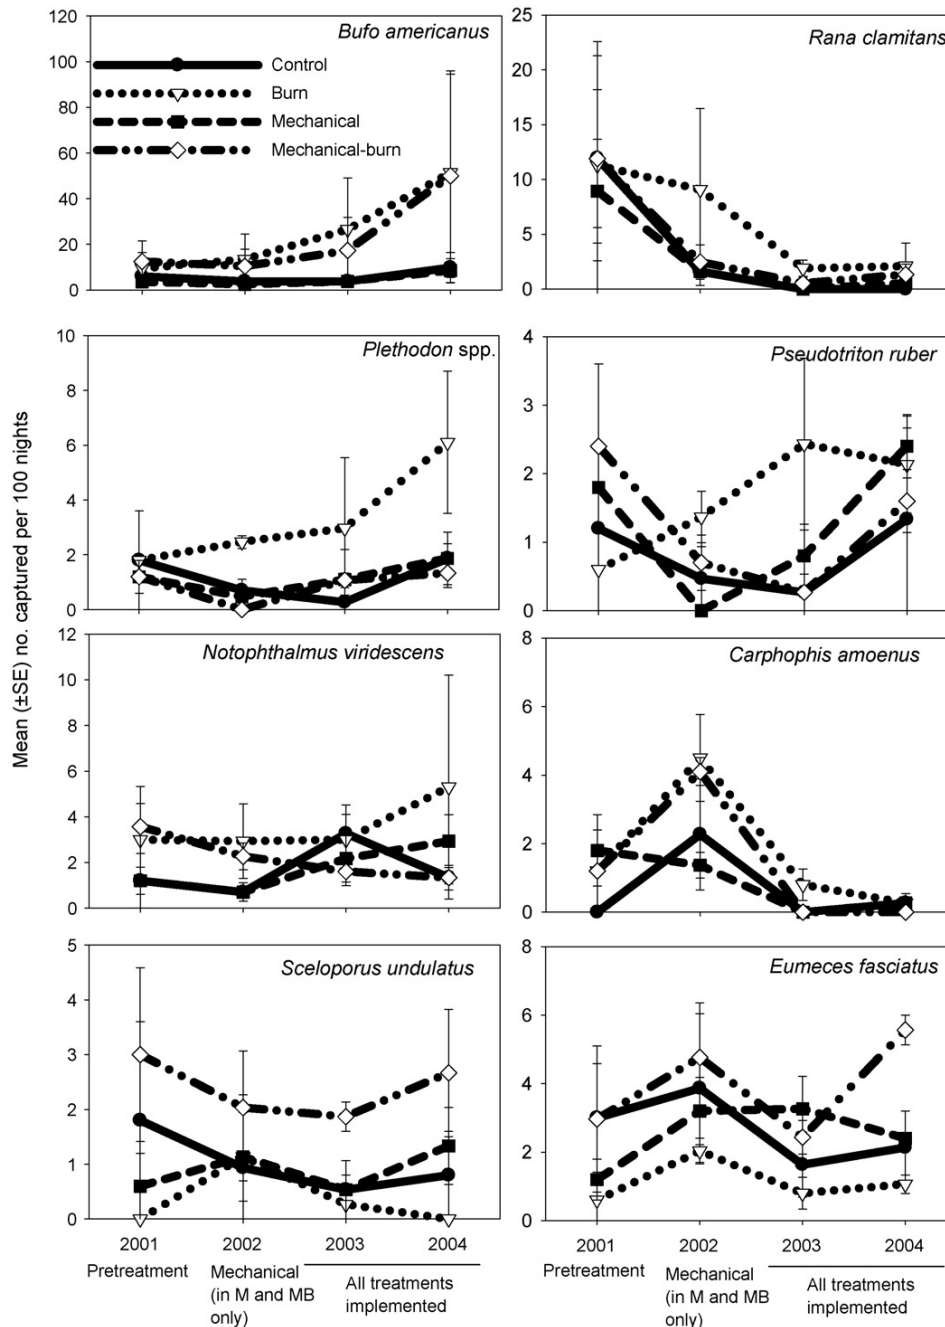 Mean (±SE) no. captured per 100 nights
Bufo americanus
120
100
80
60
40
20
0
Control
Burn
Mechanical
Mechanical-burn
Rana clamitans
25
20
15
10
5
0
Plethodon spp.
10
8
6
4
2
0
Pseudotriton ruber
4
3
2
1
0
Notophthalmus viridescens
12
10
8
6
4
2
0
Carphophis amoenus
8
6
4
2
0
Sceloporus undulatus
5
4
3
2
1
0
Eumeces fasciatus
8
6
4
2
0
2001 2002 2003 2004
Pretreatment Mechanical
(in M and MB
only)
All treatments
implemented
2001 2002 2003 2004
Pretreatment Mechanical
(in M and MB
only)
All treatments
implemented